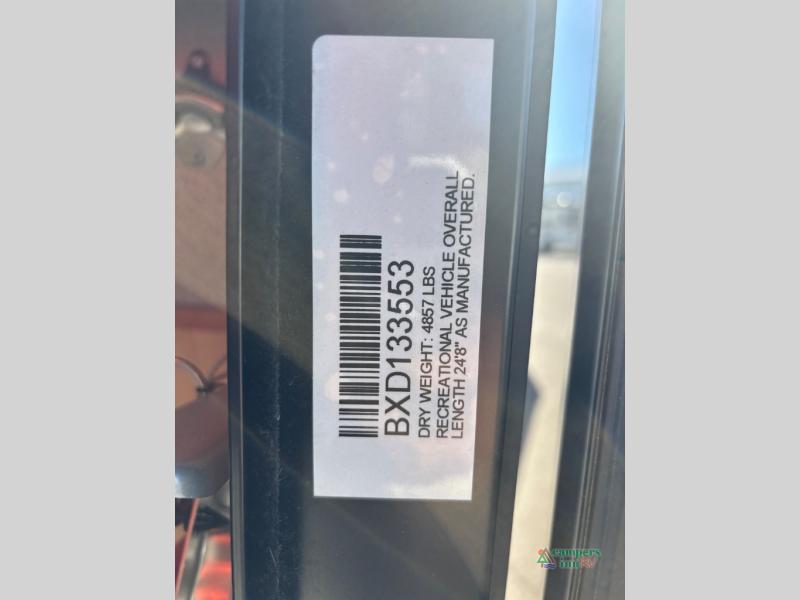 BXD133553
DRY WEIGHT: 4857 LBS
RECREATIONAL VEHICLE OVERALL
LENGTH 24'8" AS MANUFACTURED.
campers
inn RV